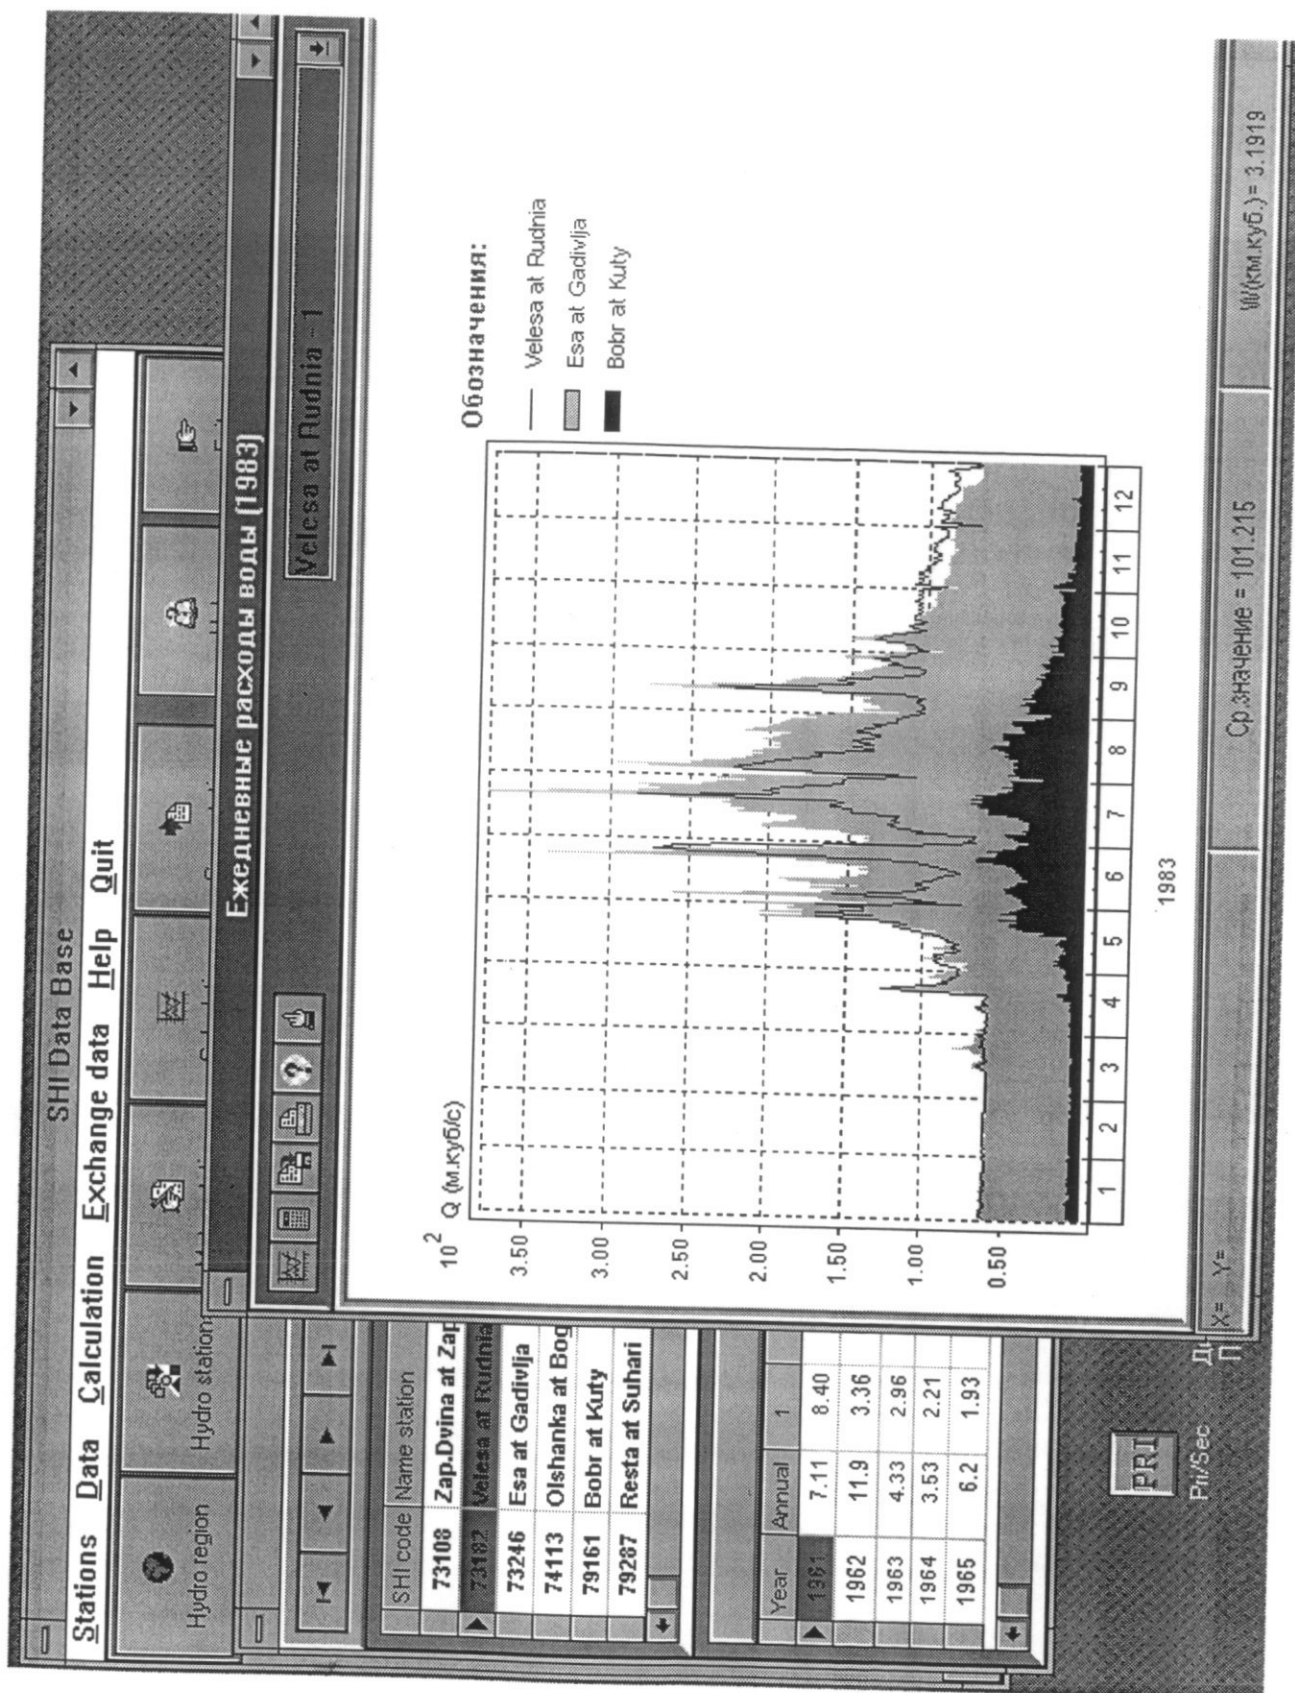 SHI Data Base
Stations Data Calculation Exchange data Help Quit
Hydro region
Hydro station
Ежедневные расходы воды (1983)
Velesa at Rudnia - 1
SHI code Name station
73108 Zap.Dvina at Zap
73182 Velesa at Rudnia
73246 Esa at Gadivlja
74113 Olshanka at Bog
79161 Bobr at Kuty
79287 Resta at Suhari
Year Annual 1
1961 7.11 8.40
1962 11.9 3.36
1963 4.33 2.96
1964 3.53 2.21
1965 6.2 1.93
PRI
Pri/Sec
10 2 Q (м.куб/с)
3.50
3.00
2.50
2.00
1.50
1.00
0.50
1 2 3 4 5 6 7 8 9 10 11 12
1983
Обозначения:
Velesa at Rudnia
Esa at Gadivlja
Bobr at Kuty
X= Y=
Ср.значение = 101.215
W(км.куб.)= 3.1919